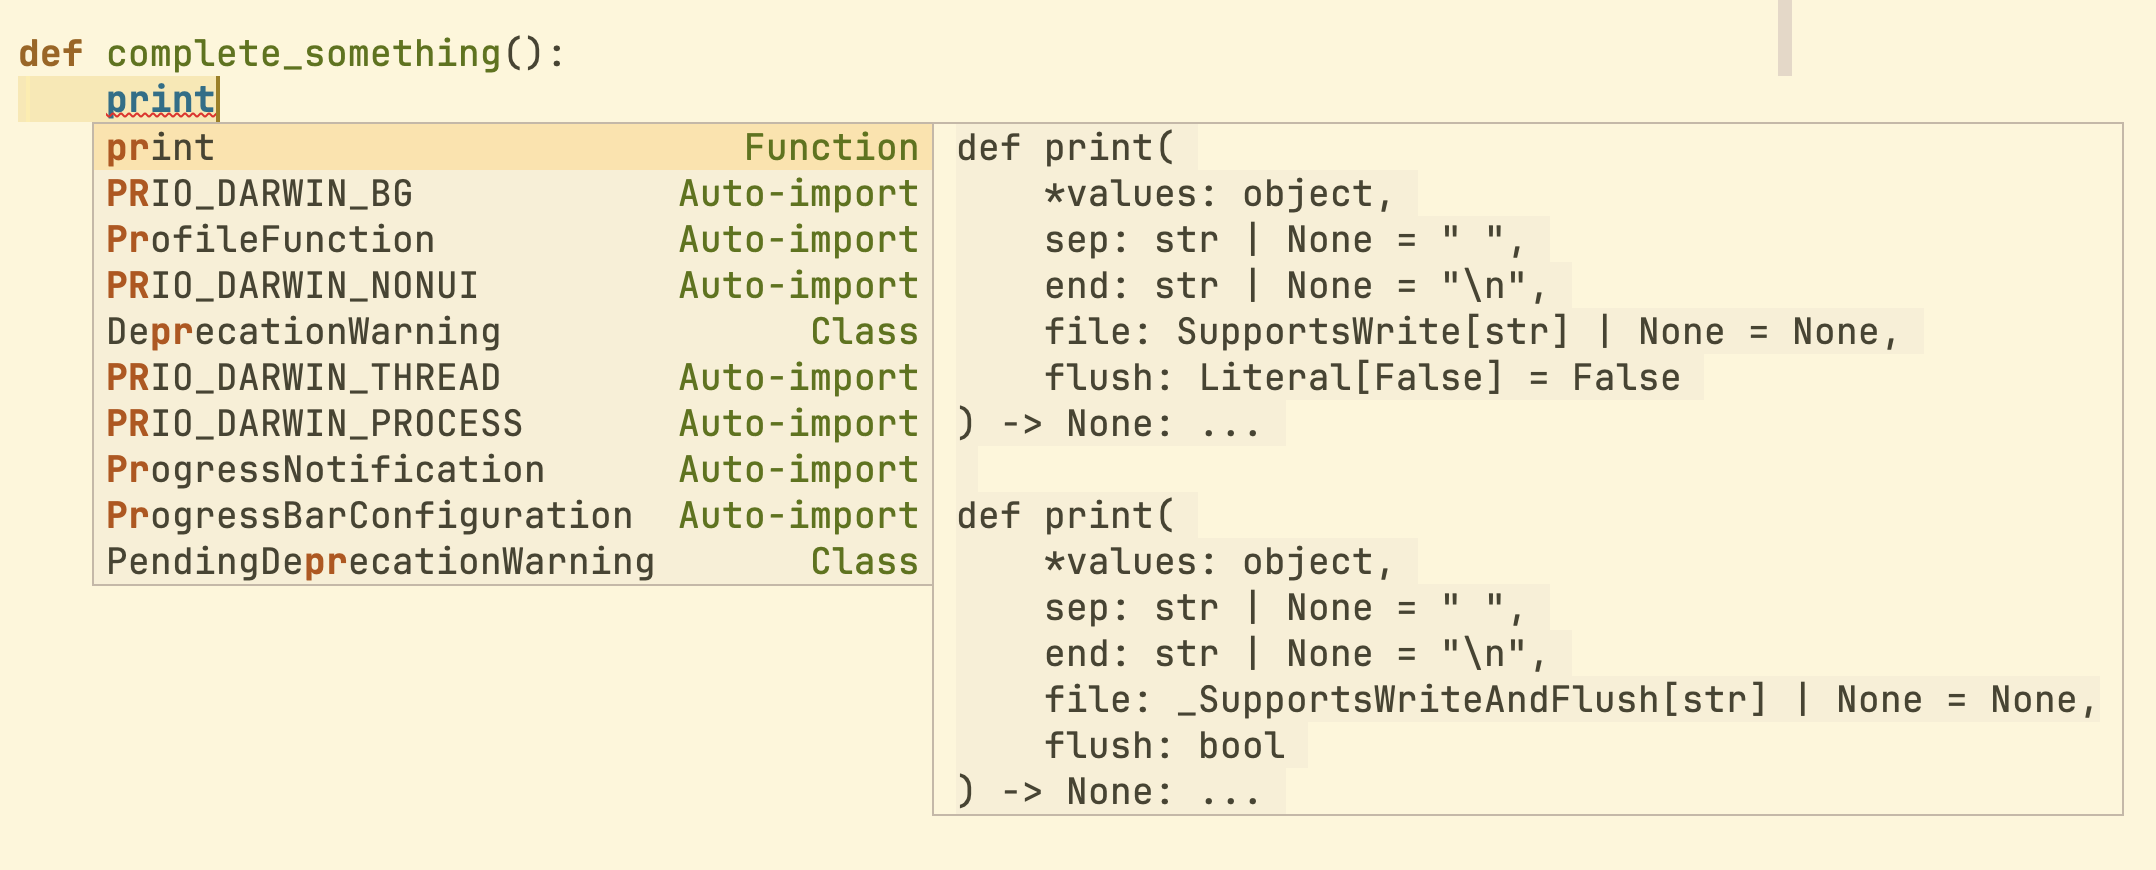 def complete_something():
    print
print Function
PRIO_DARWIN_BG Auto-import
ProfileFunction Auto-import
PRIO_DARWIN_NONUI Auto-import
DeprecationWarning Class
PRIO_DARWIN_THREAD Auto-import
PRIO_DARWIN_PROCESS Auto-import
ProgressNotification Auto-import
ProgressBarConfiguration Auto-import
PendingDeprecationWarning Class
def print(
    *values: object,
    sep: str | None = " ",
    end: str | None = "\n",
    file: SupportsWrite[str] | None = None,
    flush: Literal[False] = False
) -> None: ...
def print(
    *values: object,
    sep: str | None = " ",
    end: str | None = "\n",
    file: _SupportsWriteAndFlush[str] | None = None,
    flush: bool
) -> None: ...